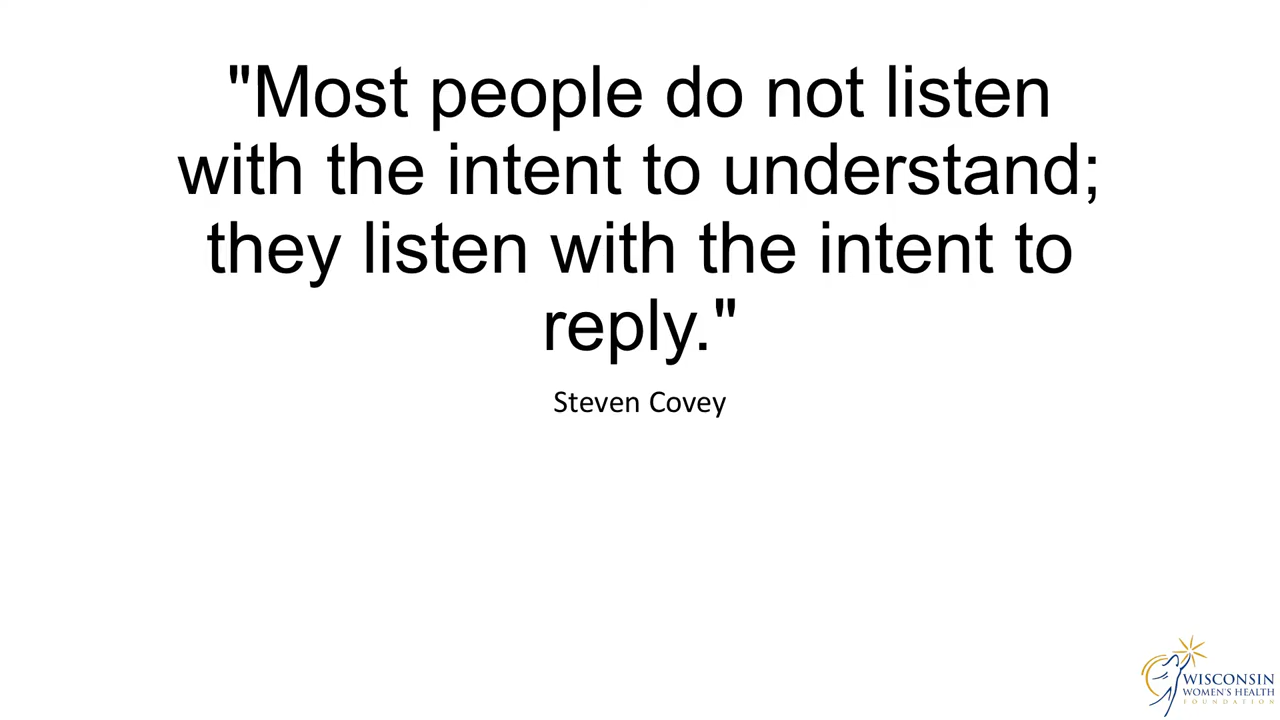 "Most people do not listen
with the intent to understand;
they listen with the intent to
reply."
Steven Covey
WISCONSIN
WOMEN'S HEALTH
FOUNDATION